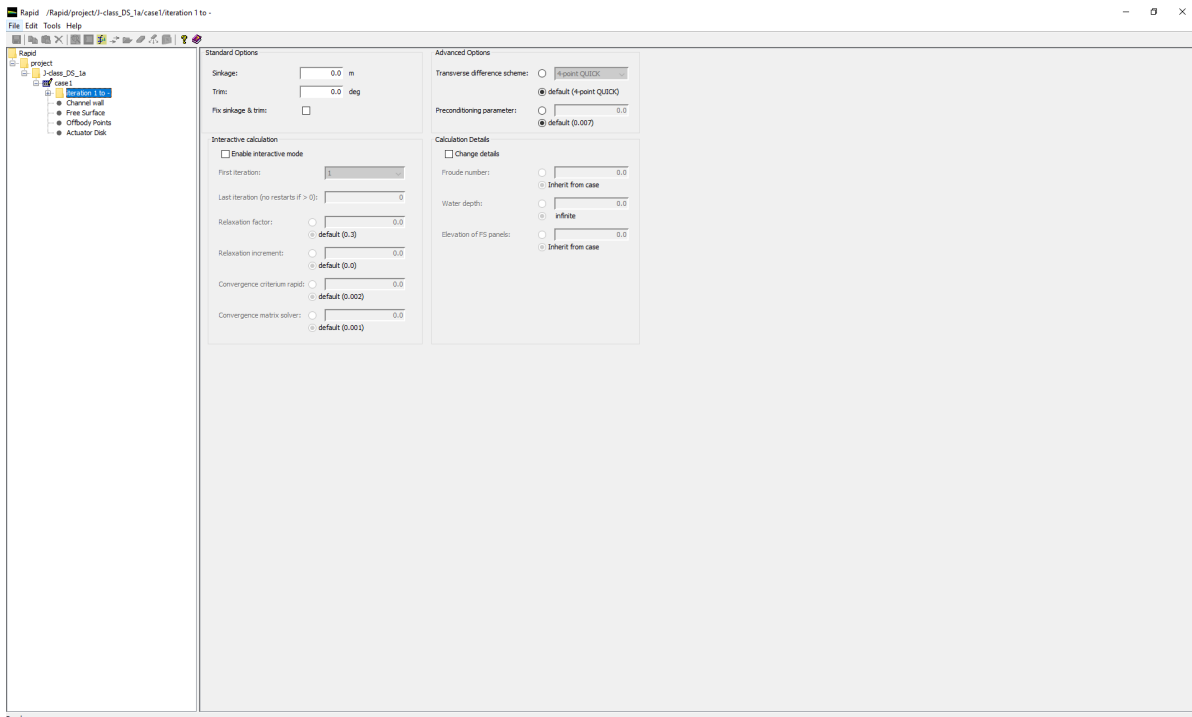 Rapid /Rapid/project/J-class_DS_1a/case1/iteration 1 to -
File Edit Tools Help
Rapid
project
J-class_DS_1a
case1
iteration 1 to -
Channel wall
Free Surface
Offbody Points
Actuator Disk
Standard Options
Sinkage: 0.0 m
Trim: 0.0 deg
Fix sinkage & trim:
Advanced Options
Transverse difference scheme: 4-point QUICK
default (4-point QUICK)
Preconditioning parameter: 0.0
default (0.007)
Interactive calculation
Enable interactive mode
First iteration: 1
Last iteration (no restarts if > 0): 0
Relaxation factor: 0.0
default (0.3)
Relaxation increment: 0.0
default (0.0)
Convergence criterium rapid: 0.0
default (0.002)
Convergence matrix solver: 0.0
default (0.001)
Calculation Details
Change details
Froude number: 0.0
Inherit from case
Water depth: 0.0
infinite
Elevation of FS panels: 0.0
Inherit from case